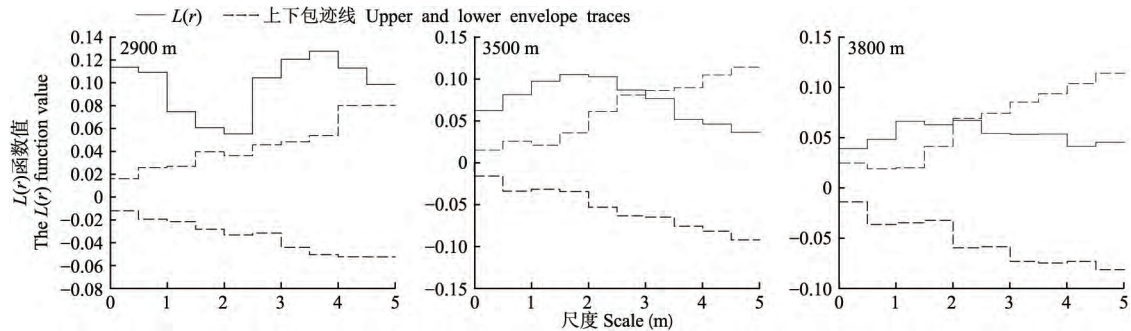 L(r) 上下包迹线 Upper and lower envelope traces
L(r)函数值
The L(r) function value
2900 m
0.14
0.12
0.10
0.08
0.06
0.04
0.02
0
−0.02
−0.04
−0.06
−0.08
0 1 2 3 4 5
3500 m
0.15
0.10
0.05
0
−0.05
−0.10
−0.15
0 1 2 3 4 5
3800 m
0.15
0.10
0.05
0
−0.05
−0.10
0 1 2 3 4 5
尺度 Scale (m)